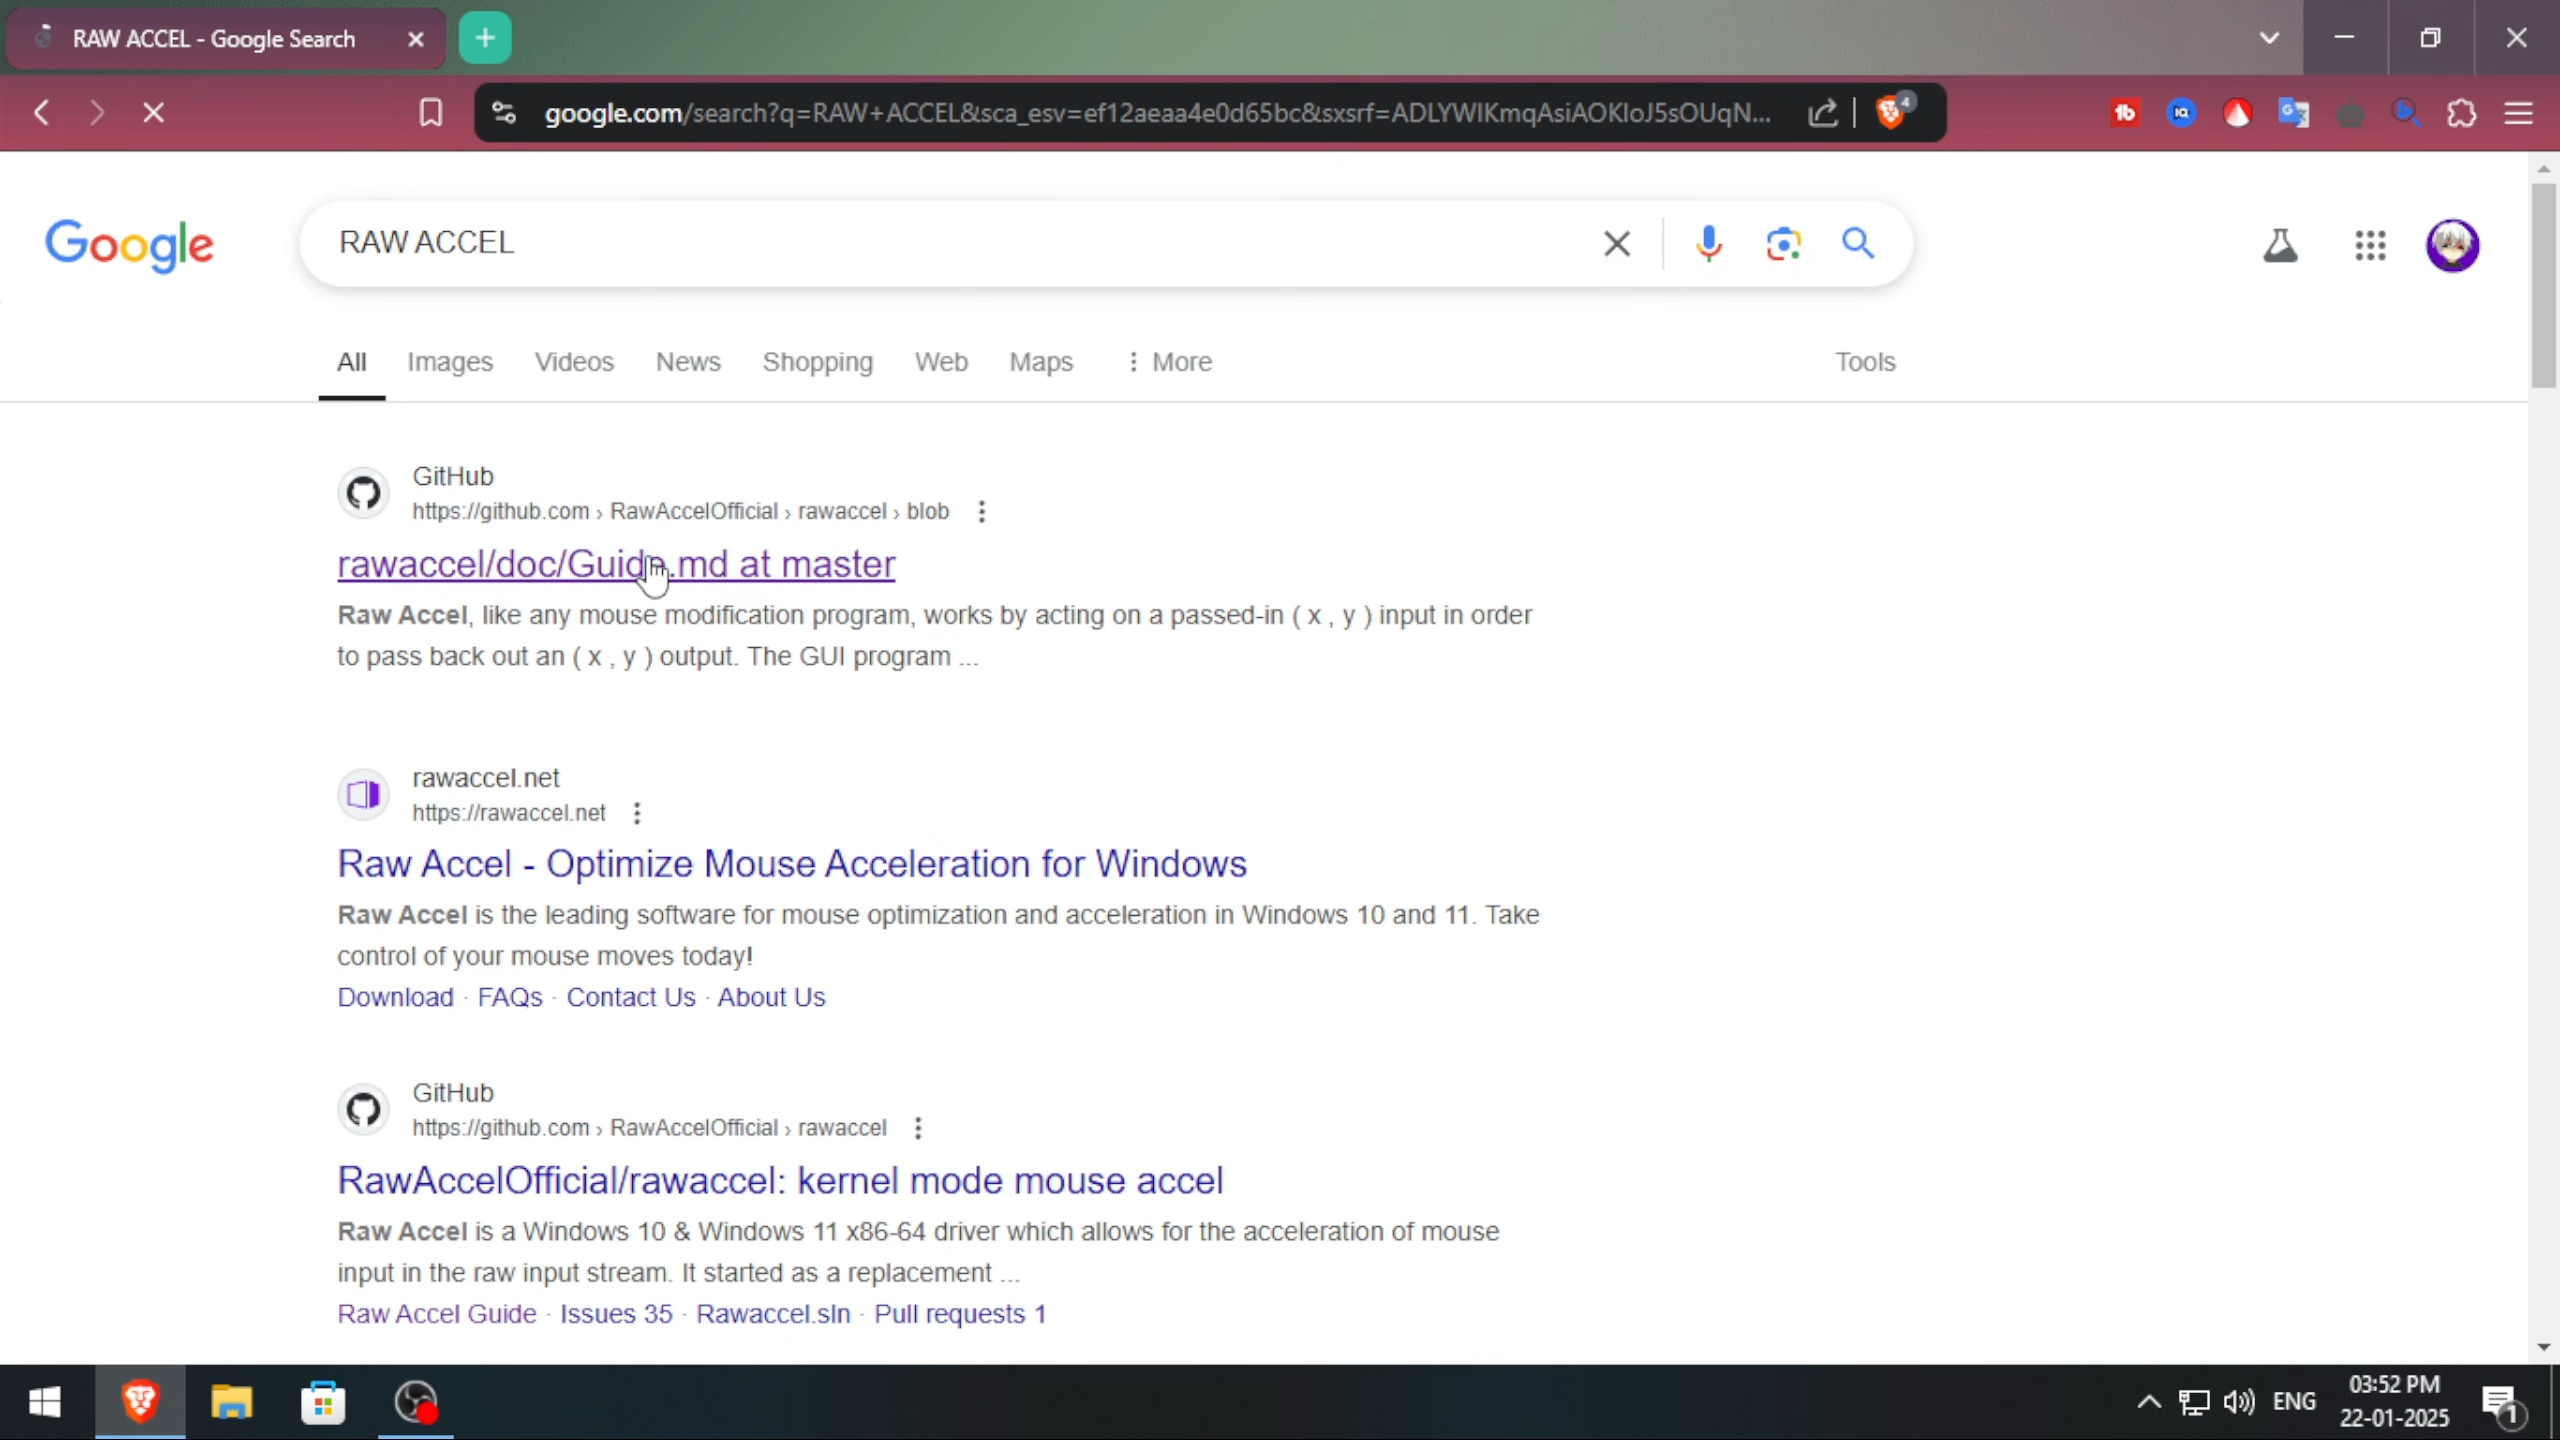 RAW ACCEL - Google Search
google.com/search?q=RAW+ACCEL&sca_esv=ef12aeaa4e0d65bc&sxsrf=ADLYWIKmqAsiAOKIoJ5sOUqN...
4
Google
RAW ACCEL
All Images Videos News Shopping Web Maps More Tools
GitHub
https://github.com › RawAccelOfficial › rawaccel › blob
rawaccel/doc/Guide.md at master
Raw Accel, like any mouse modification program, works by acting on a passed-in ( x , y ) input in order
to pass back out an ( x , y ) output. The GUI program ...
rawaccel.net
https://rawaccel.net
Raw Accel - Optimize Mouse Acceleration for Windows
Raw Accel is the leading software for mouse optimization and acceleration in Windows 10 and 11. Take
control of your mouse moves today!
Download · FAQs · Contact Us · About Us
GitHub
https://github.com › RawAccelOfficial › rawaccel
RawAccelOfficial/rawaccel: kernel mode mouse accel
Raw Accel is a Windows 10 & Windows 11 x86-64 driver which allows for the acceleration of mouse
input in the raw input stream. It started as a replacement ...
Raw Accel Guide · Issues 35 · Rawaccel.sln · Pull requests 1
ENG
03:52 PM
22-01-2025
1